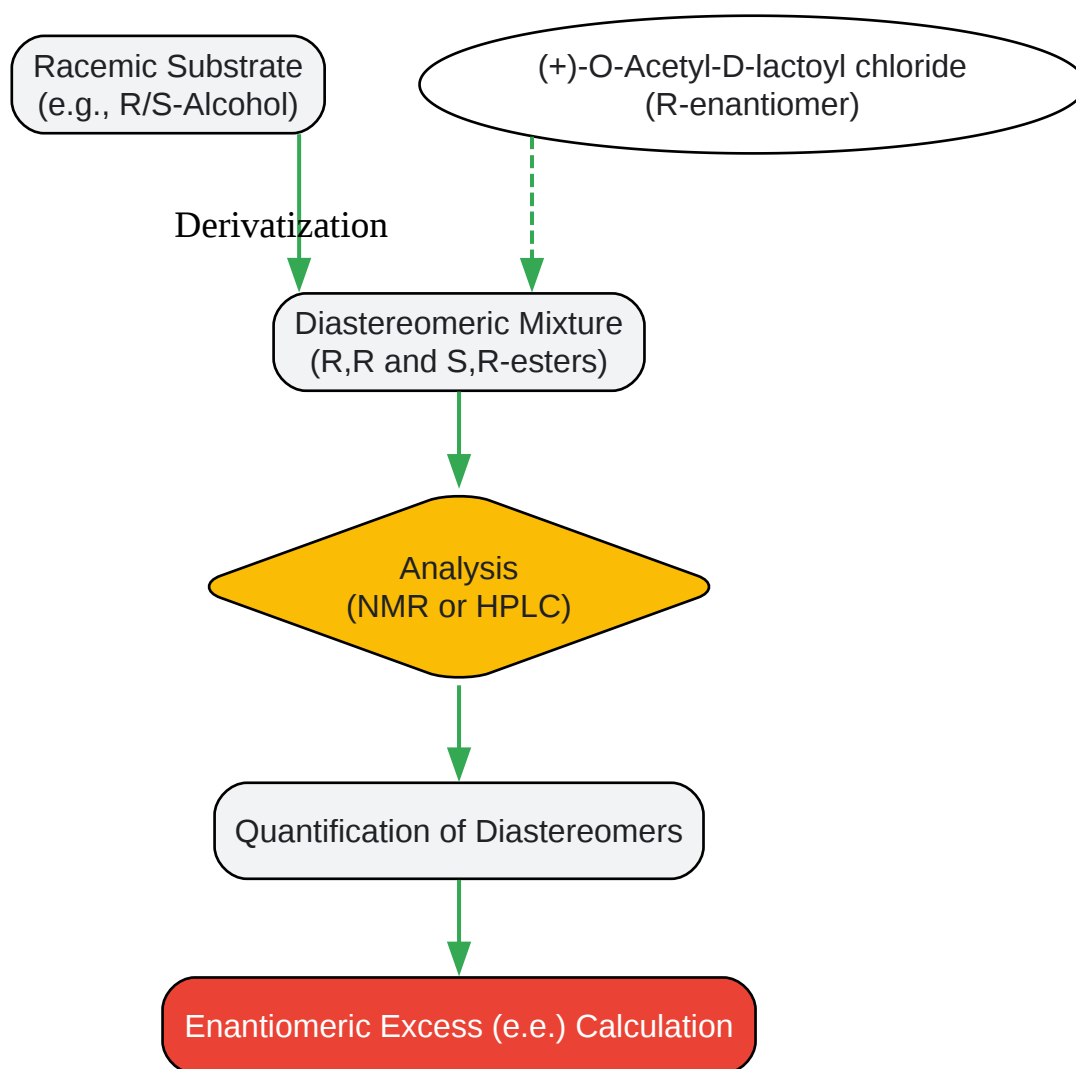 Racemic Substrate
(e.g., R/S-Alcohol)
(+)-O-Acetyl-D-lactoyl chloride
(R-enantiomer)
Derivatization
Diastereomeric Mixture
(R,R and S,R-esters)
Analysis
(NMR or HPLC)
Quantification of Diastereomers
Enantiomeric Excess (e.e.) Calculation